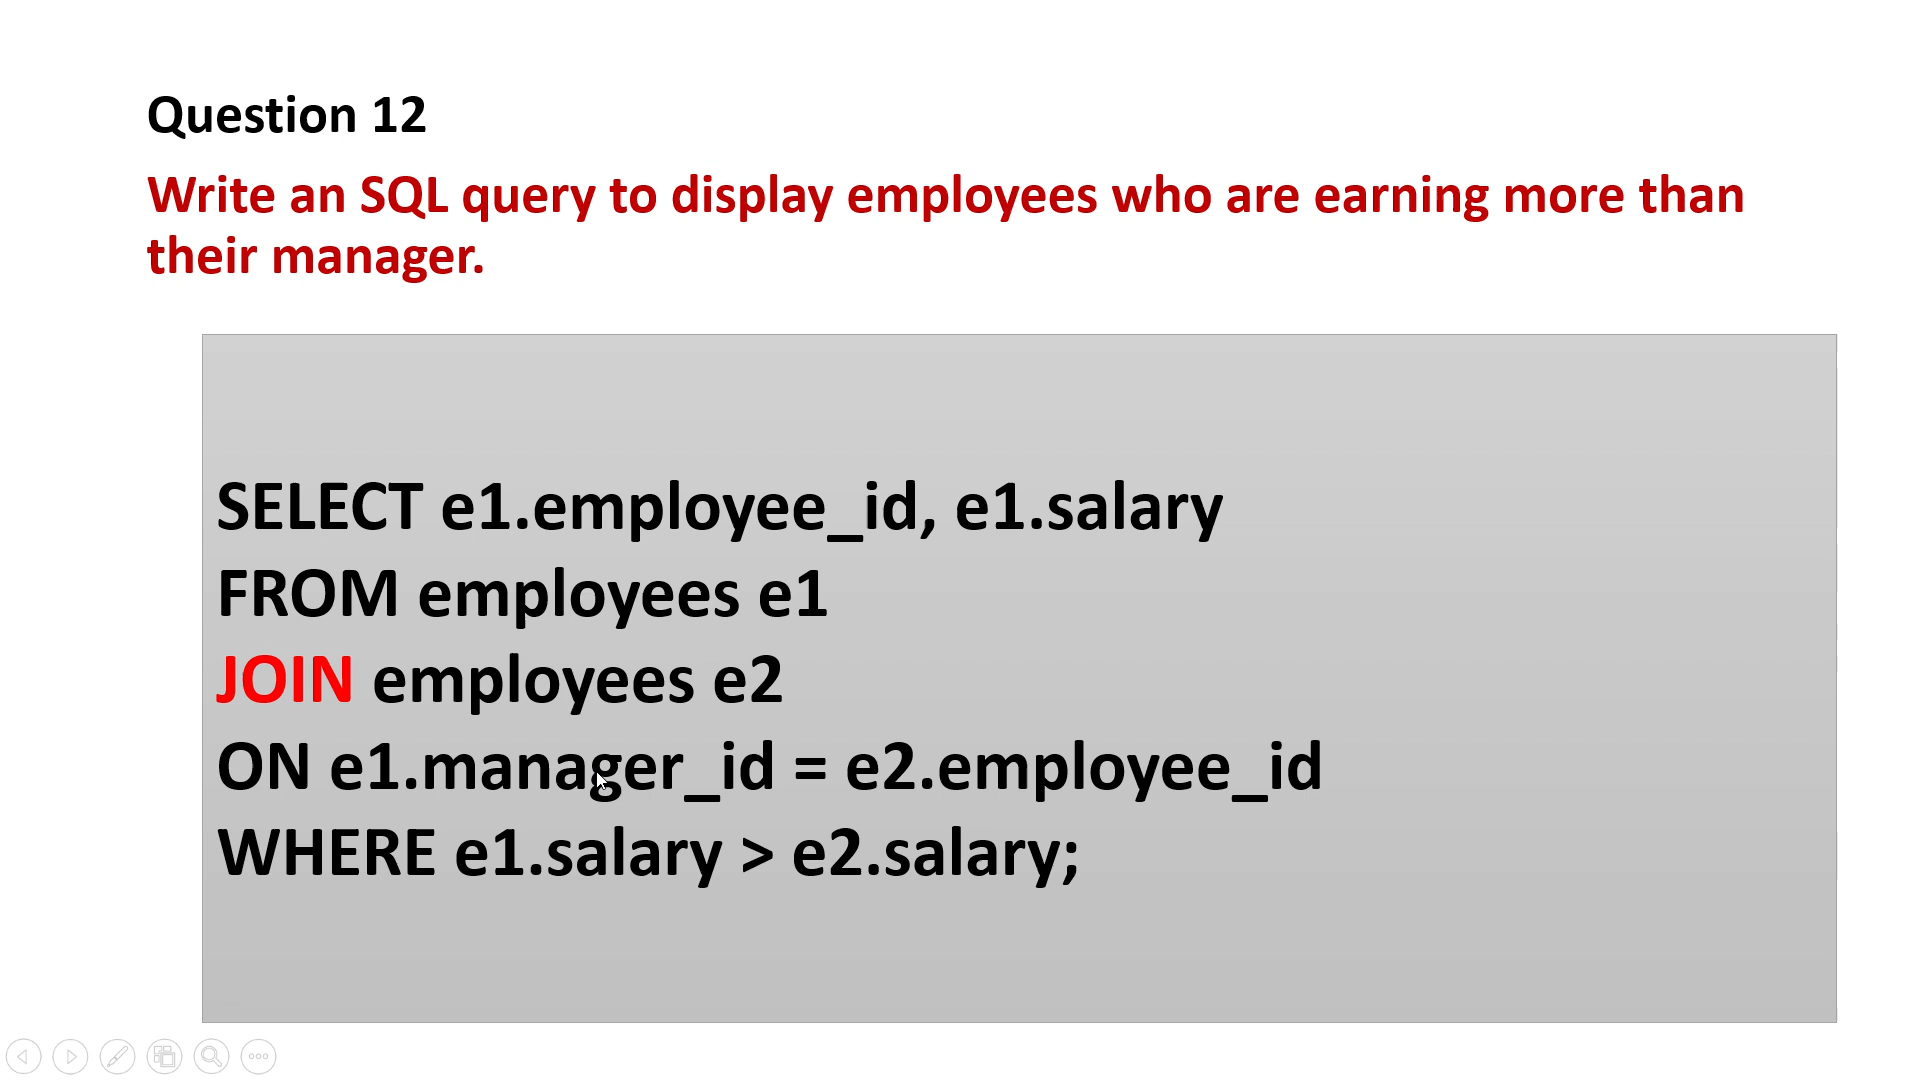 Question 12
Write an SQL query to display employees who are earning more than
their manager.
SELECT e1.employee_id, e1.salary
FROM employees e1
JOIN employees e2
ON e1.manager_id = e2.employee_id
WHERE e1.salary > e2.salary;